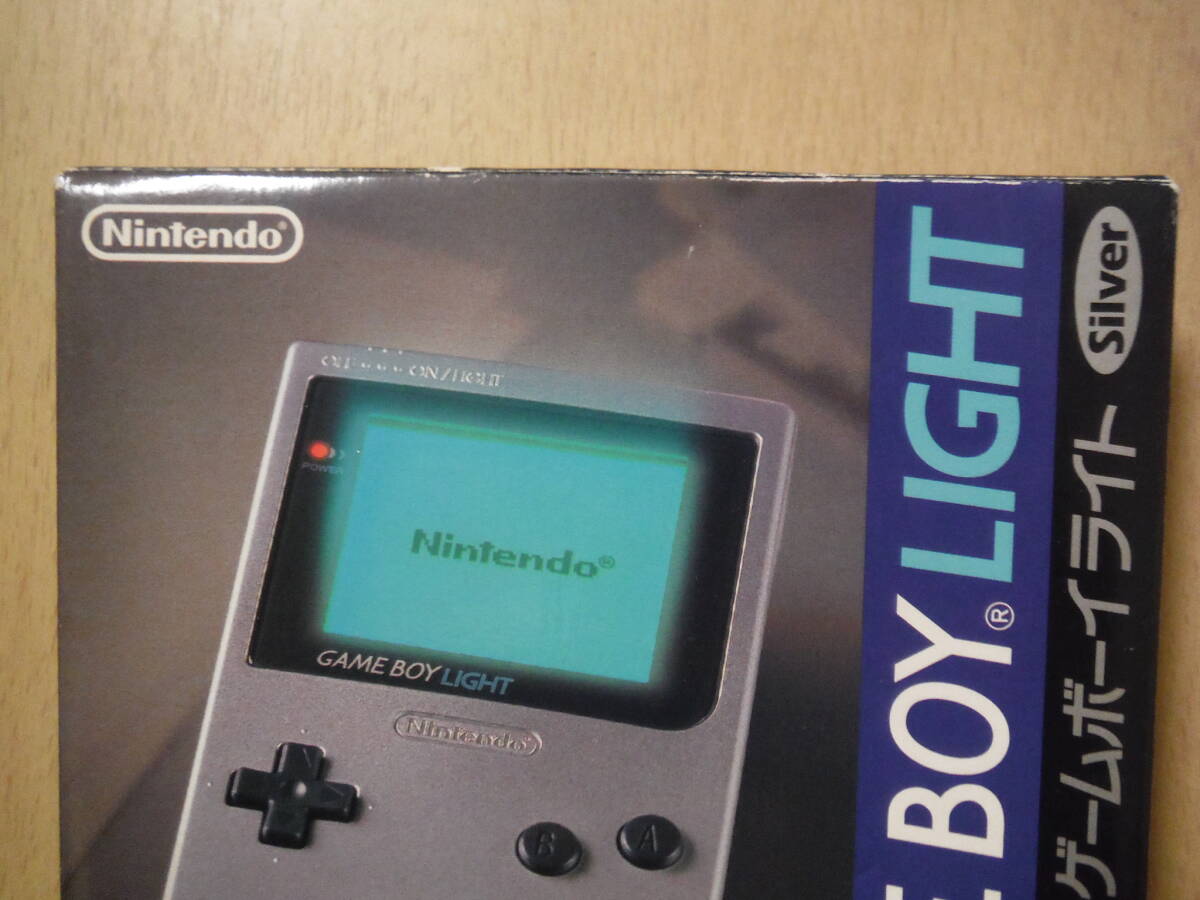 Nintendo®
OFF ON/LIGHT
POWER
Nintendo®
GAME BOY LIGHT
Nintendo
B A
E BOY® LIGHT
ゲームボーイライト
Silver